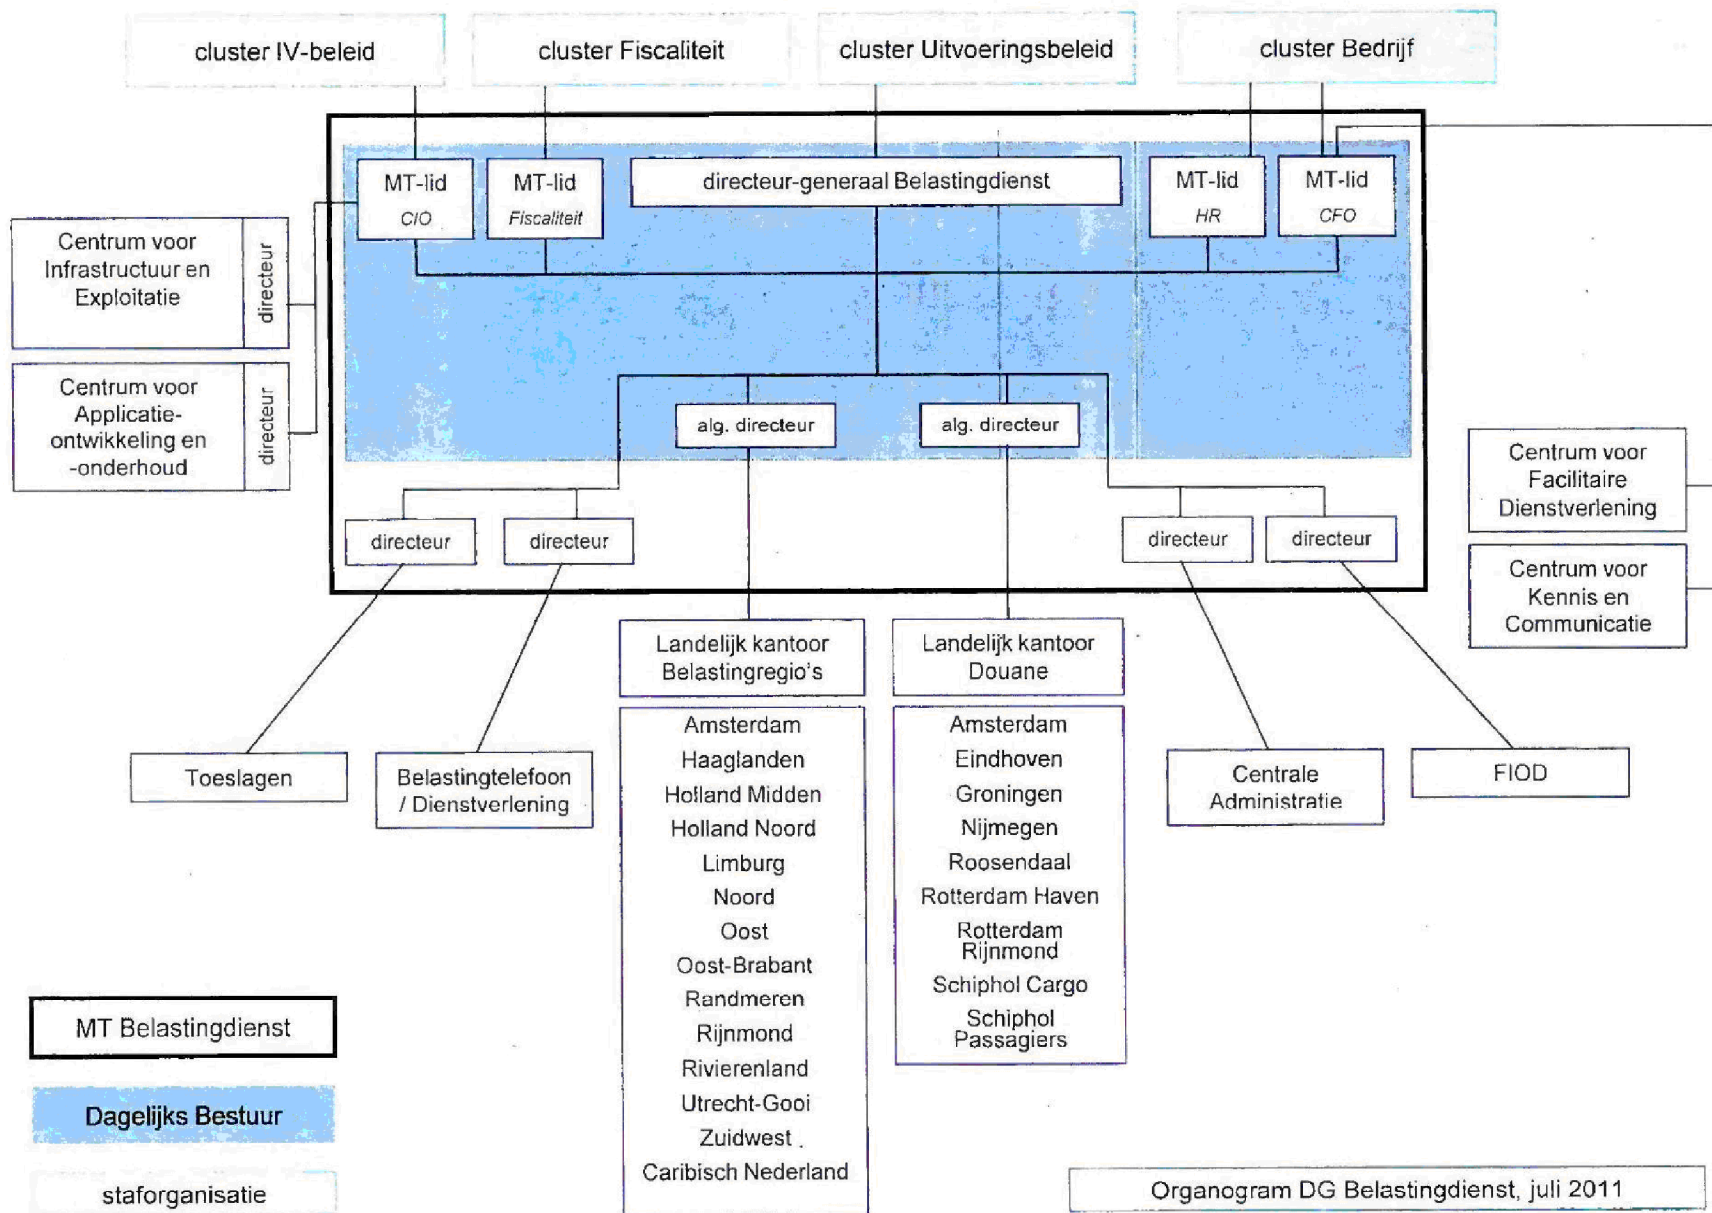 cluster IV-beleid
cluster Fiscaliteit
cluster Uitvoeringsbeleid
cluster Bedrijf
MT-lid
CIO
MT-lid
Fiscaliteit
directeur-generaal Belastingdienst
MT-lid
HR
MT-lid
CFO
Centrum voor
Infrastructuur en
Exploitatie
directeur
Centrum voor
Applicatie-
ontwikkeling en
-onderhoud
directeur
alg. directeur
alg. directeur
Centrum voor
Facilitaire
Dienstverlening
directeur
directeur
directeur
directeur
Centrum voor
Kennis en
Communicatie
Landelijk kantoor
Belastingregio's
Landelijk kantoor
Douane
Toeslagen
Belastingtelefoon
/ Dienstverlening
Amsterdam
Haaglanden
Holland Midden
Holland Noord
Limburg
Noord
Oost
Oost-Brabant
Randmeren
Rijnmond
Rivierenland
Utrecht-Gooi
Zuidwest
Caribisch Nederland
Amsterdam
Eindhoven
Groningen
Nijmegen
Roosendaal
Rotterdam Haven
Rotterdam
Rijnmond
Schiphol Cargo
Schiphol
Passagiers
Centrale
Administratie
FIOD
MT Belastingdienst
Dagelijks Bestuur
staforganisatie
Organogram DG Belastingdienst, juli 2011